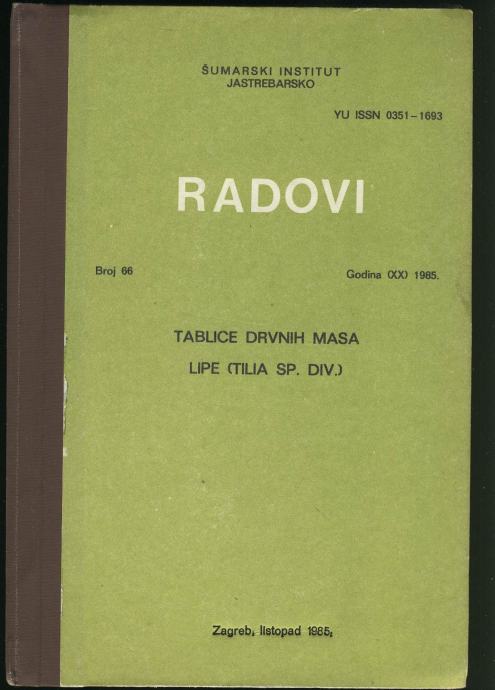 ŠUMARSKI INSTITUT
JASTREBARSKO
YU ISSN 0351-1693
RADOVI
Broj 66
Godina (XX) 1985.
TABLICE DRVNIH MASA
LIPE (TILIA SP. DIV.)
Zagreb, listopad 1985.